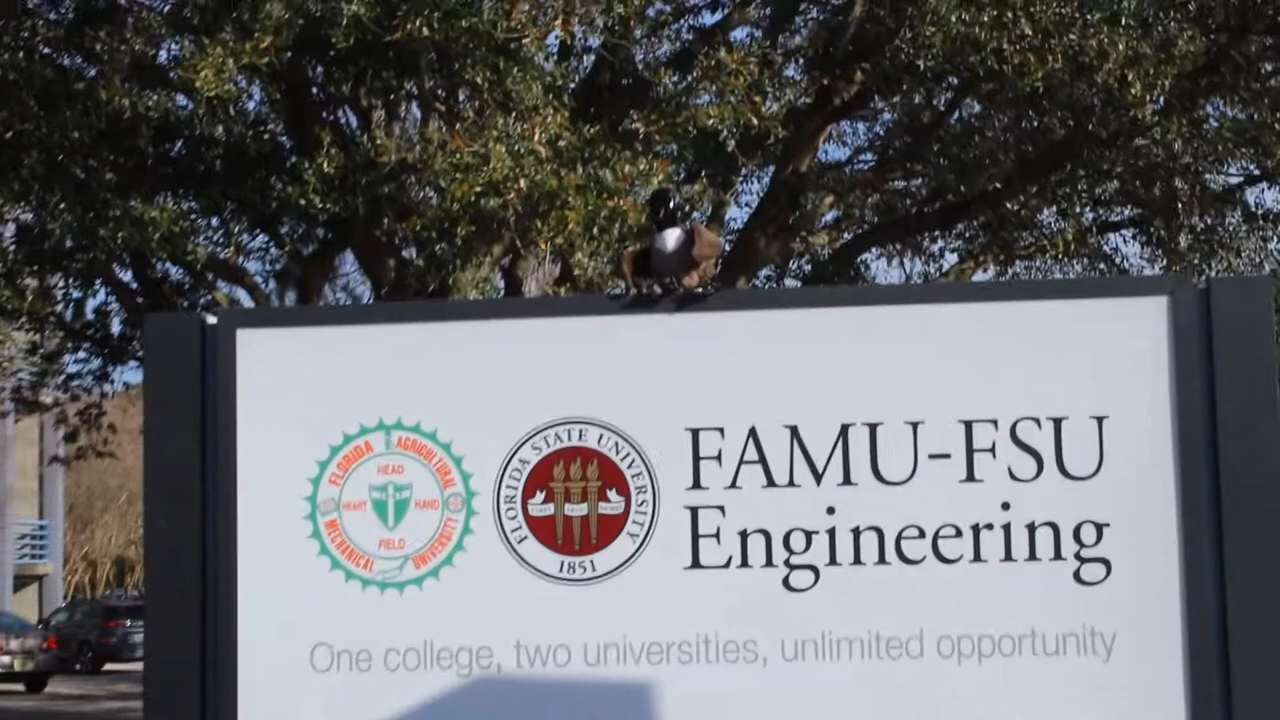 FLORIDA AGRICULTURAL
MECHANICAL UNIVERSITY
HEAD
HEART
HAND
FIELD
FLORIDA STATE UNIVERSITY
1851
FAMU-FSU
Engineering
One college, two universities, unlimited opportunity